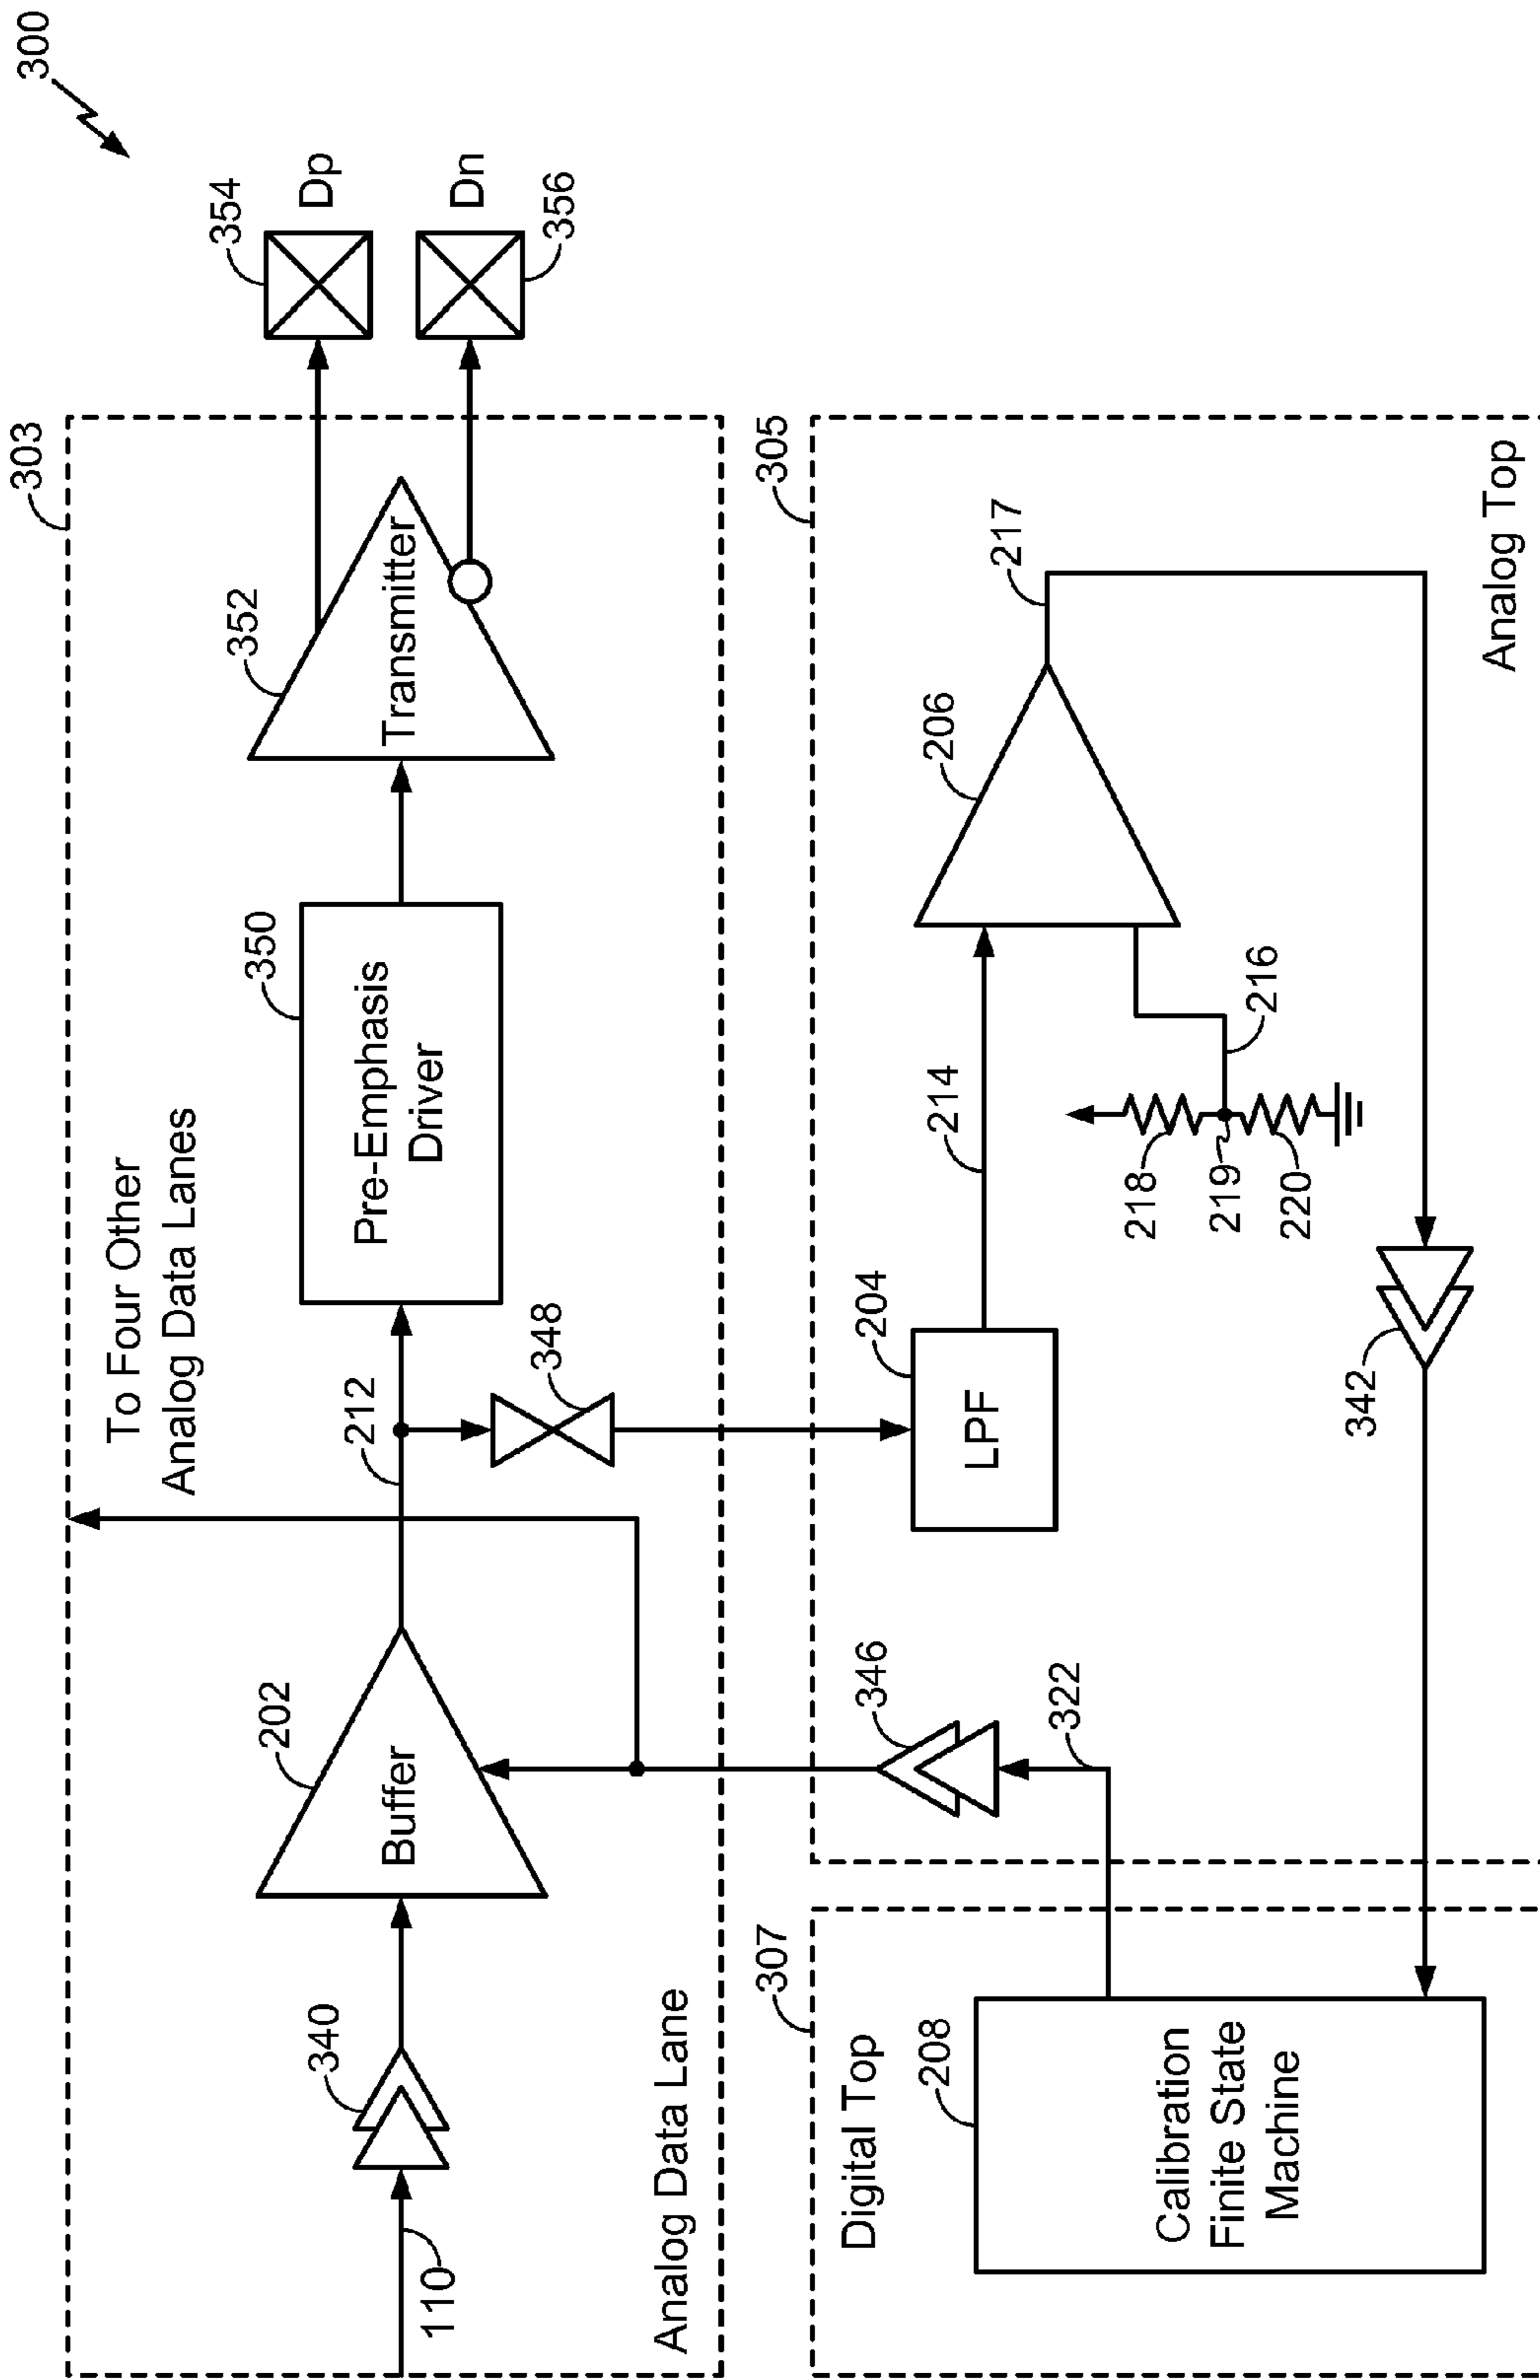 300
303
354
Dp
Dn
356
352
Transmitter
350
Pre-Emphasis
Driver
To Four Other
Analog Data Lanes
212
348
202
Buffer
340
110
Analog Data Lane
305
217
206
216
214
218
219
220
204
LPF
342
346
322
Analog Top
307
Digital Top
208
Calibration
Finite State
Machine